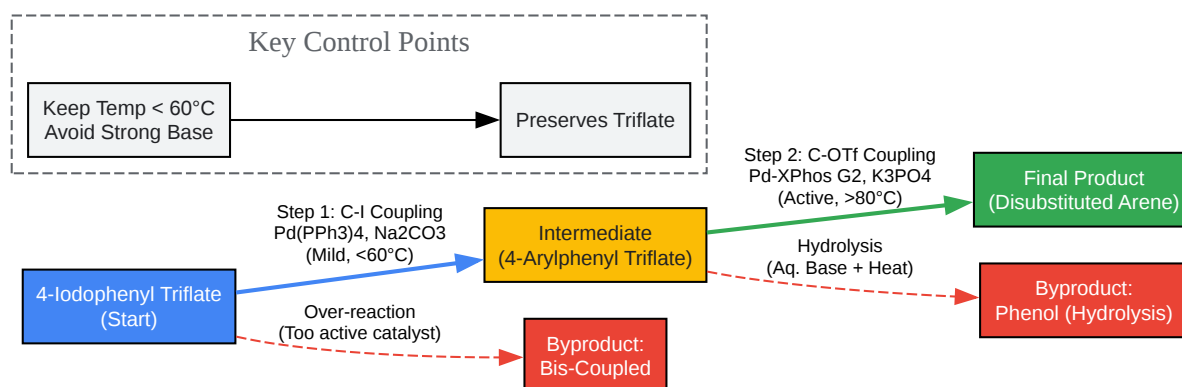 Key Control Points
Keep Temp < 60°C
Avoid Strong Base
Preserves Triflate
Step 1: C-I Coupling
Pd(PPh3)4, Na2CO3
(Mild, <60°C)
Step 2: C-OTf Coupling
Pd-XPhos G2, K3PO4
(Active, >80°C)
Final Product
(Disubstituted Arene)
Intermediate
(4-Arylphenyl Triflate)
Hydrolysis
(Aq. Base + Heat)
4-Iodophenyl Triflate
(Start)
Over-reaction
(Too active catalyst)
Byproduct:
Bis-Coupled
Byproduct:
Phenol (Hydrolysis)